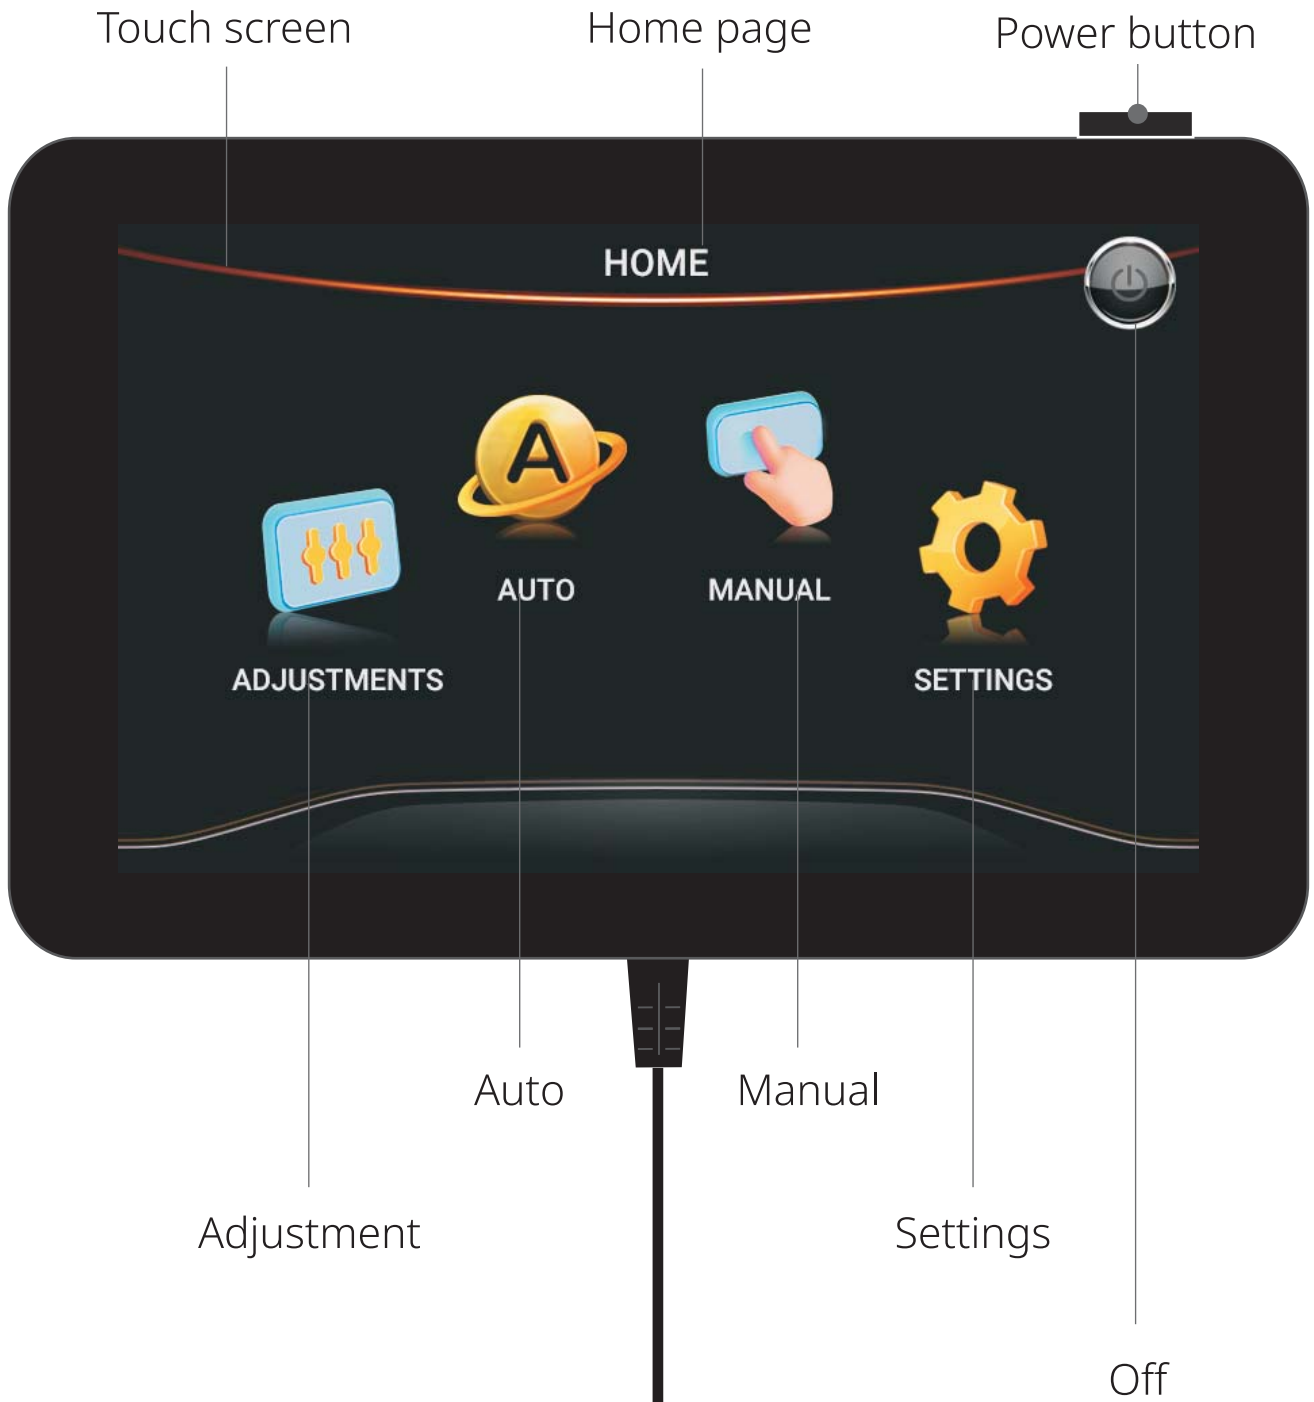 Touch screen
Home page
Power button
HOME
A
AUTO
MANUAL
ADJUSTMENTS
SETTINGS
Auto
Manual
Adjustment
Settings
Off